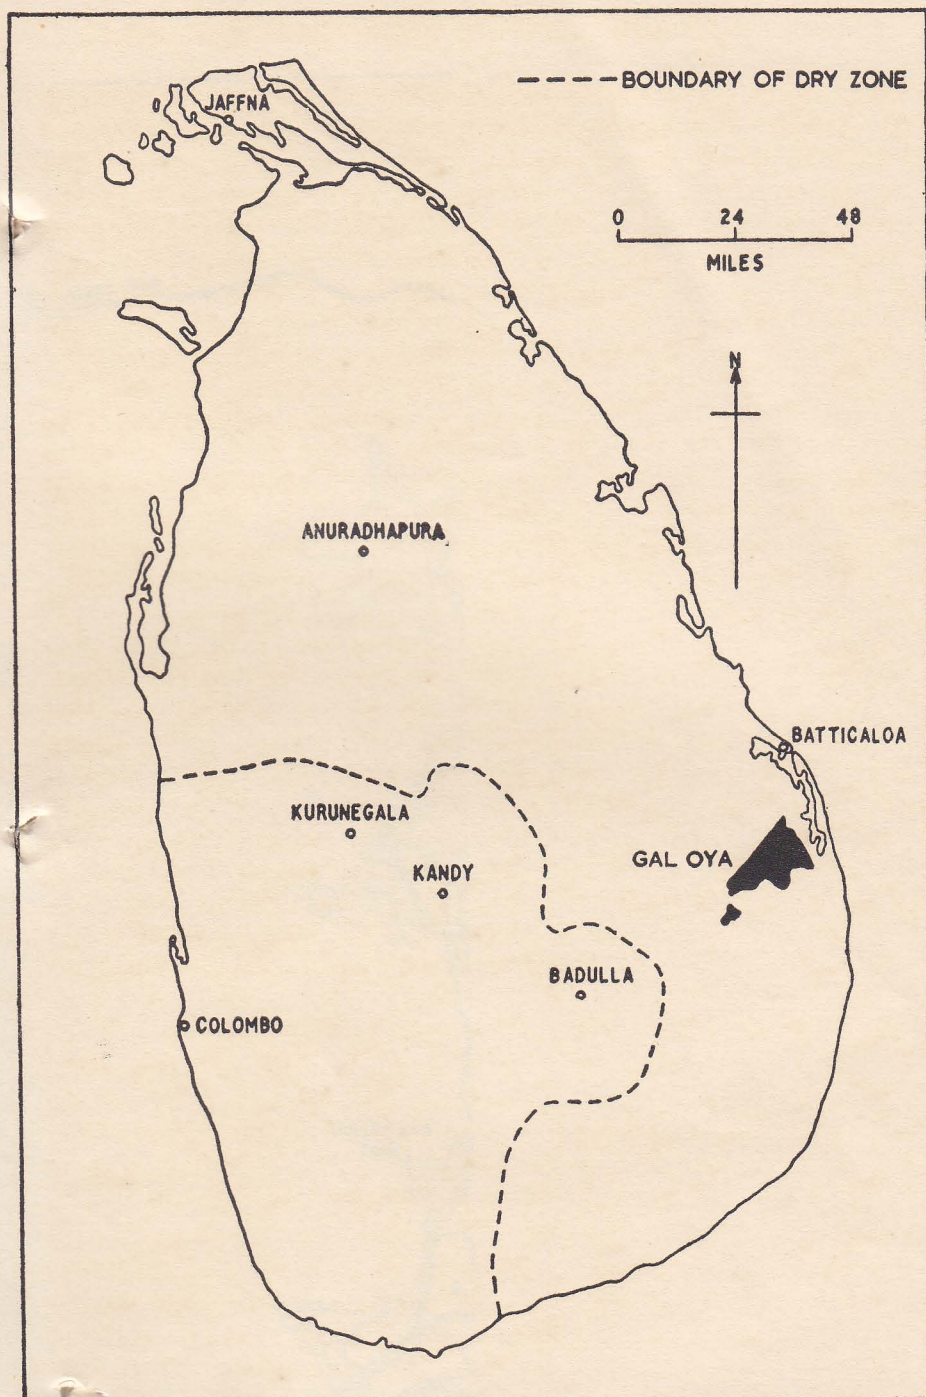 BOUNDARY OF DRY ZONE
JAFFNA
0 24 48
MILES
N
ANURADHAPURA
BATTICALOA
KURUNEGALA
GAL OYA
KANDY
BADULLA
COLOMBO